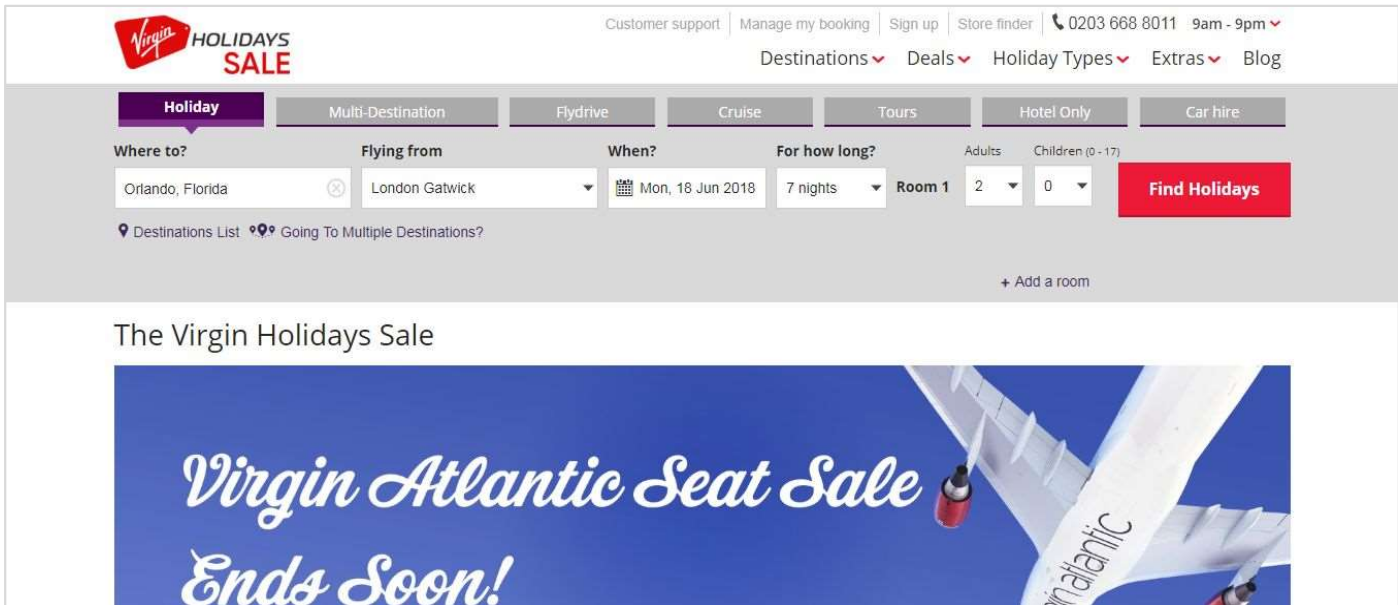 Virgin HOLIDAYS
SALE
Customer support Manage my booking Sign up Store finder 0203 668 8011 9am - 9pm
Destinations Deals Holiday Types Extras Blog
Holiday Multi-Destination Flydrive Cruise Tours Hotel Only Car hire
Where to? Flying from When? For how long? Adults Children (0 - 17)
Orlando, Florida London Gatwick Mon, 18 Jun 2018 7 nights Room 1 2 0 Find Holidays
Destinations List Going To Multiple Destinations?
+ Add a room
The Virgin Holidays Sale
Virgin Atlantic Seat Sale
Ends Soon!
atlantic